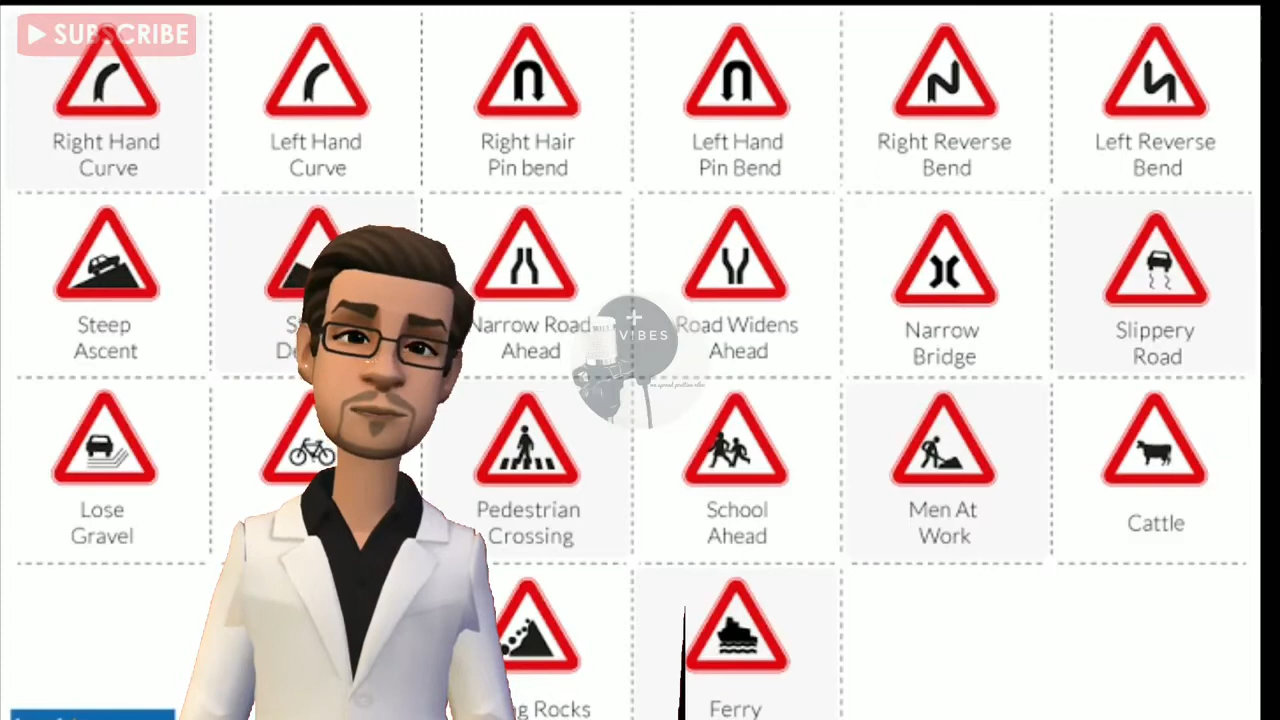 SUBSCRIBE
Right Hand
Curve
Left Hand
Curve
Right Hair
Pin bend
Left Hand
Pin Bend
Right Reverse
Bend
Left Reverse
Bend
Steep
Ascent
Narrow Road
Ahead
VIBES
Road Widens
Ahead
Narrow
Bridge
Slippery
Road
Lose
Gravel
Pedestrian
Crossing
School
Ahead
Men At
Work
Cattle
Rocks
Ferry